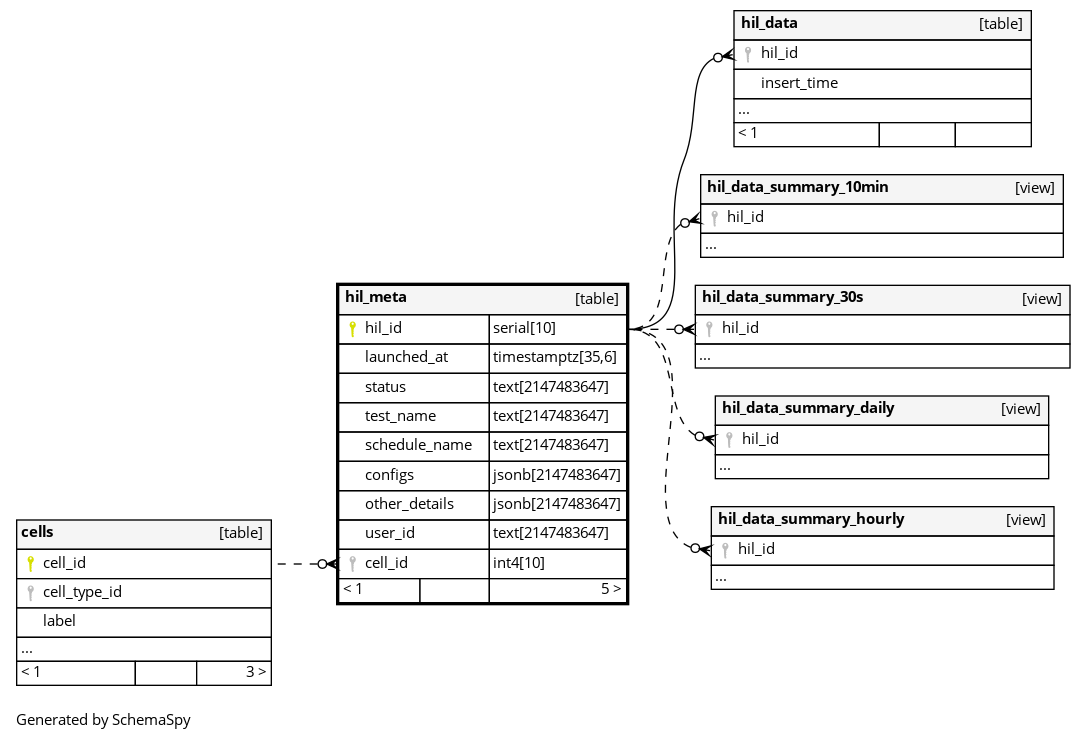 hil_data [table]
hil_id
insert_time
...
< 1
hil_data_summary_10min [view]
hil_id
...
hil_meta [table]
hil_id serial[10]
launched_at timestamptz[35,6]
status text[2147483647]
test_name text[2147483647]
schedule_name text[2147483647]
configs jsonb[2147483647]
other_details jsonb[2147483647]
user_id text[2147483647]
cell_id int4[10]
< 1 5 >
hil_data_summary_30s [view]
hil_id
...
hil_data_summary_daily [view]
hil_id
...
hil_data_summary_hourly [view]
hil_id
...
cells [table]
cell_id
cell_type_id
label
...
< 1 3 >
Generated by SchemaSpy